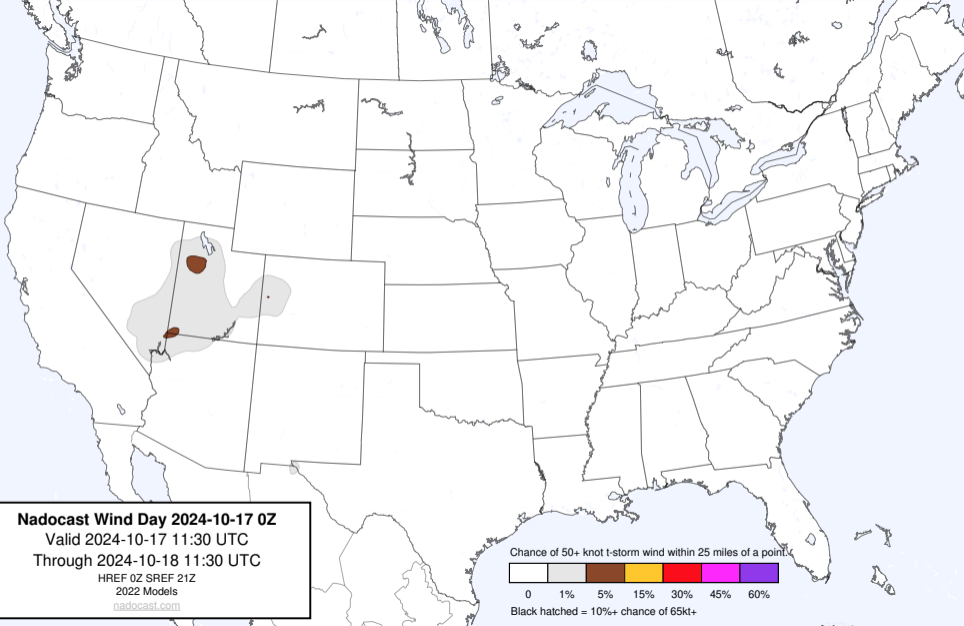 Nadocast Wind Day 2024-10-17 0Z
Valid 2024-10-17 11:30 UTC
Through 2024-10-18 11:30 UTC
HREF 0Z SREF 21Z
2022 Models
nadocast.com
Chance of 50+ knot t-storm wind within 25 miles of a point.
0 1% 5% 15% 30% 45% 60%
Black hatched = 10%+ chance of 65kt+